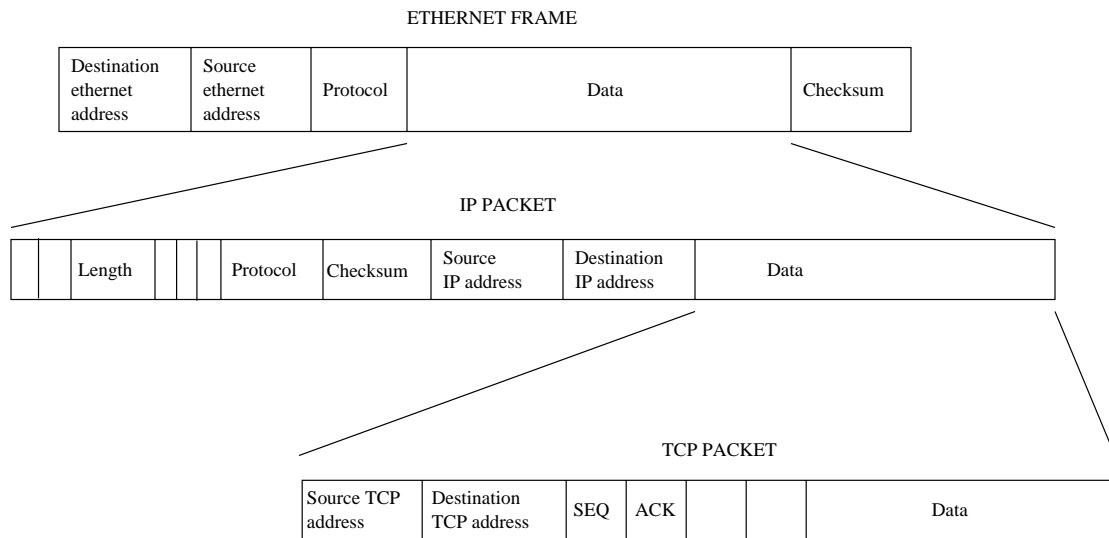 ETHERNET FRAME
Destination
ethernet
address
Source
ethernet
address
Protocol
Data
Checksum
IP PACKET
Length
Protocol
Checksum
Source
IP address
Destination
IP address
Data
TCP PACKET
Source TCP
address
Destination
TCP address
SEQ
ACK
Data